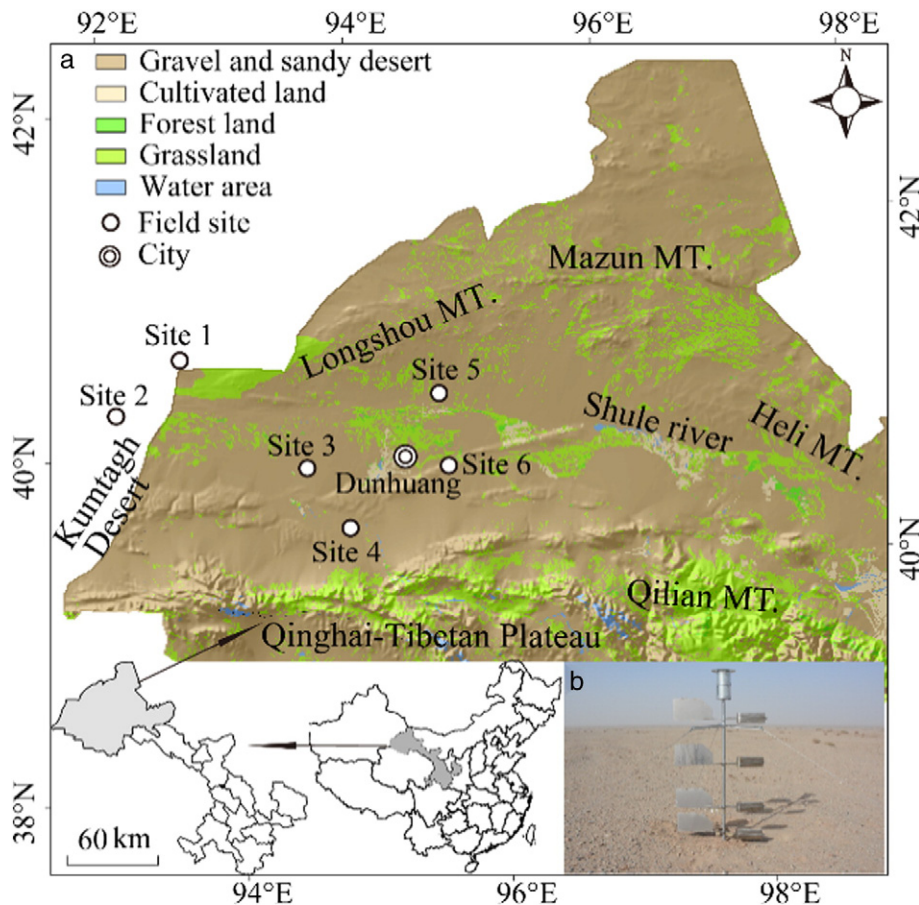 92°E 94°E 96°E 98°E
a
N
Gravel and sandy desert
Cultivated land
Forest land
Grassland
Water area
Field site
City
42°N
42°N
Mazun MT.
Longshou MT.
Site 1
Site 2
Site 5
Shule river
Heli MT.
Site 3
Dunhuang
Site 6
40°N
Kumtagh
Desert
Site 4
40°N
Qilian MT.
Qinghai-Tibetan Plateau
b
38°N
60 km
94°E 96°E 98°E